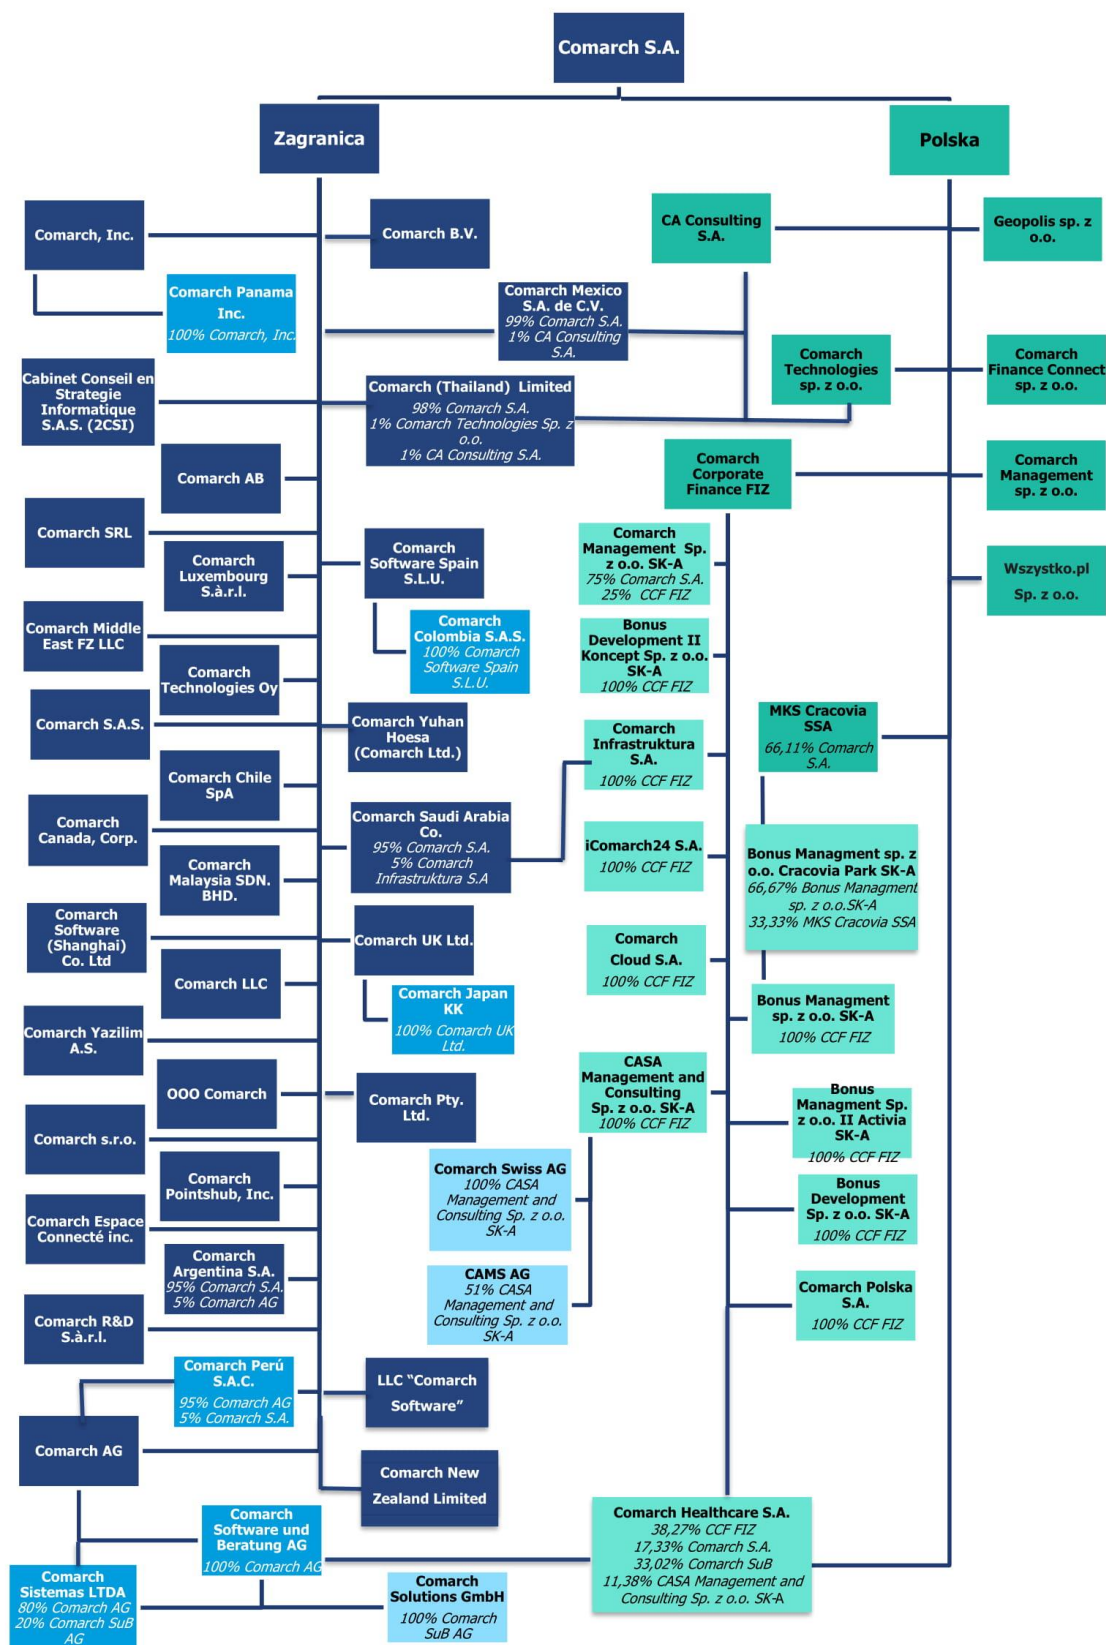 Comarch S.A.
Zagranica
Polska
Comarch, Inc.
Comarch B.V.
CA Consulting
S.A.
Geopolis sp. z
o.o.
Comarch Panama
Inc.
100% Comarch, Inc.
Comarch Mexico
S.A. de C.V.
99% Comarch S.A.
1% CA Consulting
S.A.
Comarch
Technologies
sp. z o.o.
Comarch
Finance Connect
sp. z o.o.
Cabinet Conseil en
Strategie
Informatique
S.A.S. (2CSI)
Comarch (Thailand) Limited
98% Comarch S.A.
1% Comarch Technologies Sp. z
o.o.
1% CA Consulting S.A.
Comarch AB
Comarch
Corporate
Finance FIZ
Comarch
Management
sp. z o.o.
Comarch SRL
Comarch
Luxembourg
S.à.r.l.
Comarch
Software Spain
S.L.U.
Comarch
Management Sp.
z o.o. SK-A
75% Comarch S.A.
25% CCF FIZ
Wszystko.pl
Sp. z o.o.
Comarch Middle
East FZ LLC
Comarch
Colombia S.A.S.
100% Comarch
Software Spain
S.L.U.
Bonus
Development II
Koncept Sp. z o.o.
SK-A
100% CCF FIZ
Comarch
Technologies Oy
Comarch S.A.S.
Comarch Yuhan
Hoesa
(Comarch Ltd.)
Comarch
Infrastruktura
S.A.
100% CCF FIZ
MKS Cracovia
SSA
66,11% Comarch
S.A.
Comarch Chile
SpA
Comarch
Canada, Corp.
Comarch Saudi Arabia
Co.
95% Comarch S.A.
5% Comarch
Infrastruktura S.A
iComarch24 S.A.
100% CCF FIZ
Bonus Managment sp. z
o.o. Cracovia Park SK-A
66,67% Bonus Managment
sp. z o.o.SK-A
33,33% MKS Cracovia SSA
Comarch
Malaysia SDN.
BHD.
Comarch
Software
(Shanghai)
Co. Ltd
Comarch UK Ltd.
Comarch
Cloud S.A.
100% CCF FIZ
Comarch LLC
Comarch Japan
KK
100% Comarch UK
Ltd.
Bonus Managment
sp. z o.o. SK-A
100% CCF FIZ
Comarch Yazilim
A.S.
OOO Comarch
Comarch Pty.
Ltd.
CASA
Management and
Consulting
Sp. z o.o. SK-A
100% CCF FIZ
Bonus
Managment Sp.
z o.o. II Activia
SK-A
100% CCF FIZ
Comarch s.r.o.
Comarch
Pointshub, Inc.
Comarch Swiss AG
100% CASA
Management and
Consulting Sp. z o.o.
SK-A
Bonus
Development
Sp. z o.o. SK-A
100% CCF FIZ
Comarch Espace
Connecté inc.
Comarch
Argentina S.A.
95% Comarch S.A.
5% Comarch AG
CAMS AG
51% CASA
Management and
Consulting Sp. z o.o.
SK-A
Comarch Polska
S.A.
100% CCF FIZ
Comarch R&D
S.à.r.l.
Comarch Perú
S.A.C.
95% Comarch AG
5% Comarch S.A.
LLC “Comarch
Software”
Comarch AG
Comarch New
Zealand Limited
Comarch
Software und
Beratung AG
100% Comarch AG
Comarch Healthcare S.A.
38,27% CCF FIZ
17,33% Comarch S.A.
33,02% Comarch SuB
11,38% CASA Management and
Consulting Sp. z o.o. SK-A
Comarch
Sistemas LTDA
80% Comarch AG
20% Comarch SuB
AG
Comarch
Solutions GmbH
100% Comarch
SuB AG